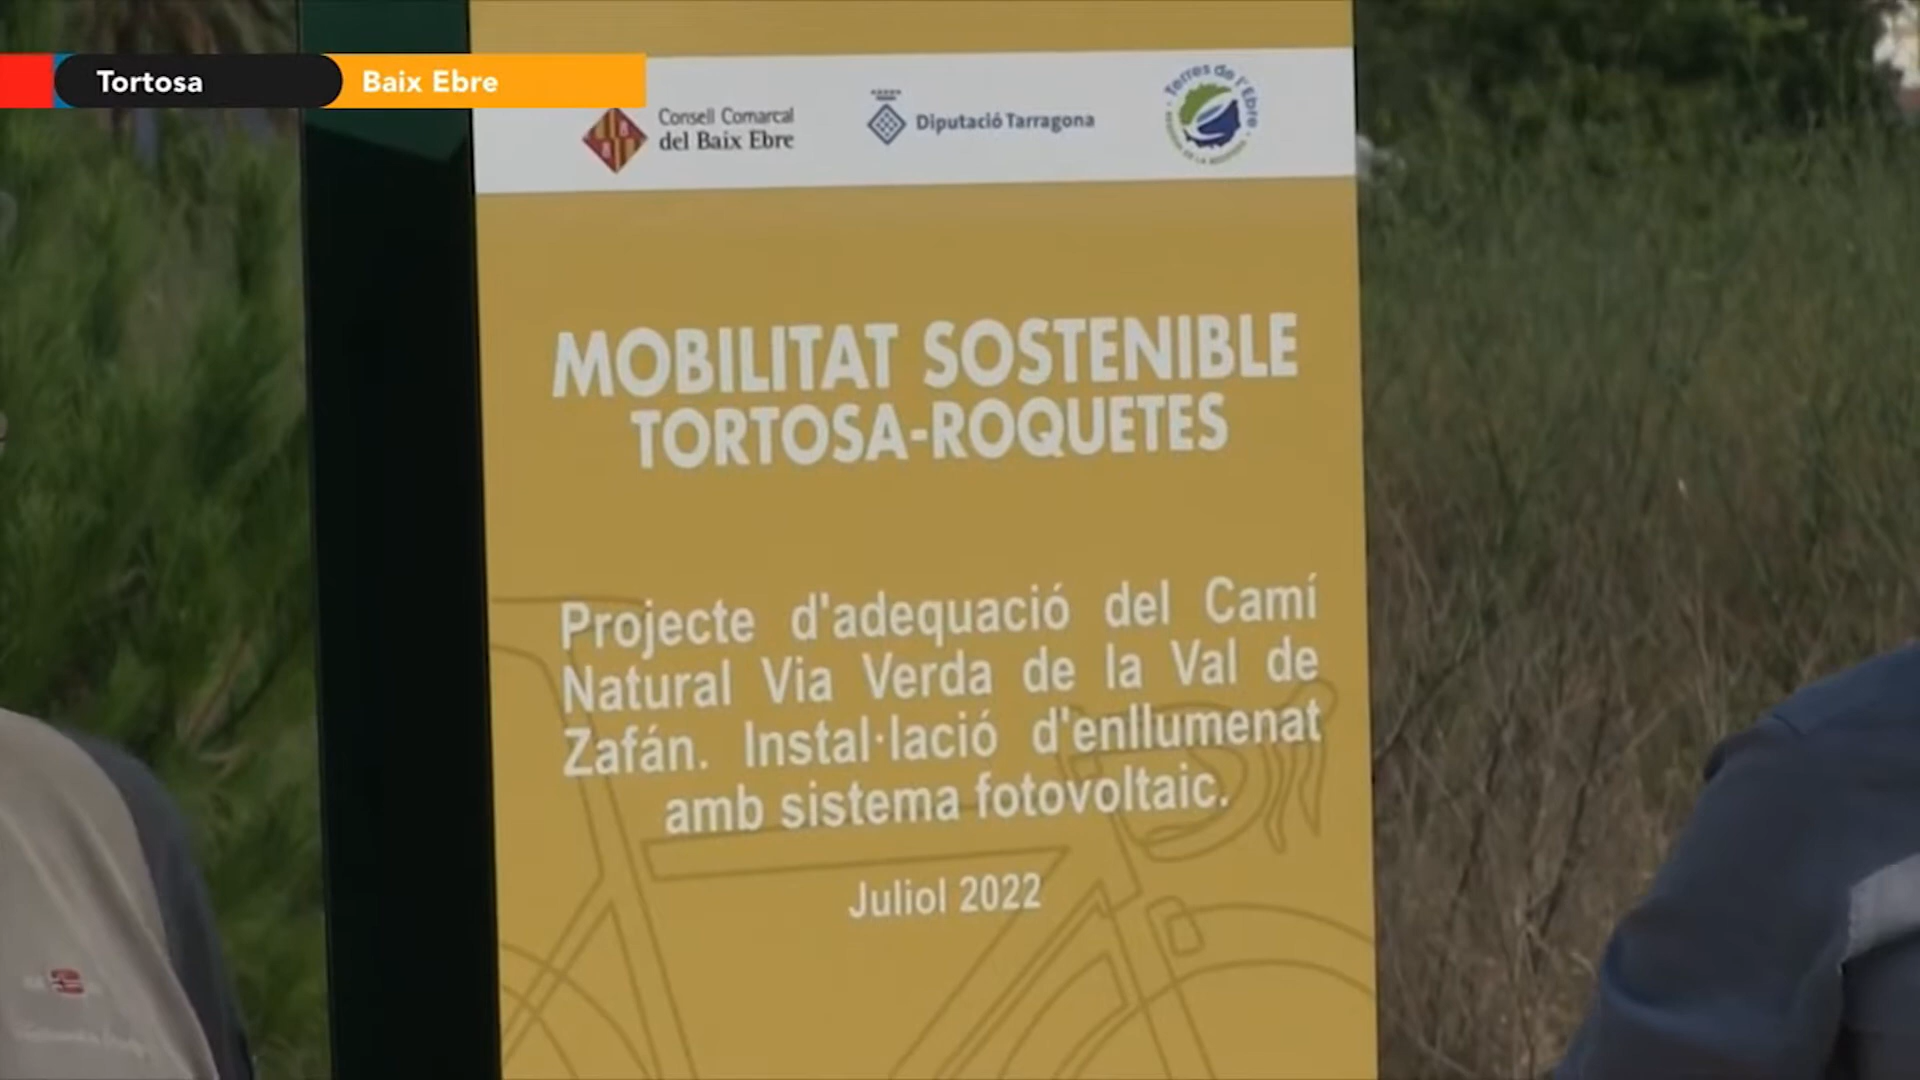 Tortosa
Baix Ebre
Consell Comarcal
del Baix Ebre
Diputació Tarragona
Terres de l'Ebre
MOBILITAT SOSTENIBLE
TORTOSA-ROQUETES
Projecte d'adequació del Camí
Natural Via Verda de la Val de
Zafán. Instal·lació d'enllumenat
amb sistema fotovoltaic.
Juliol 2022